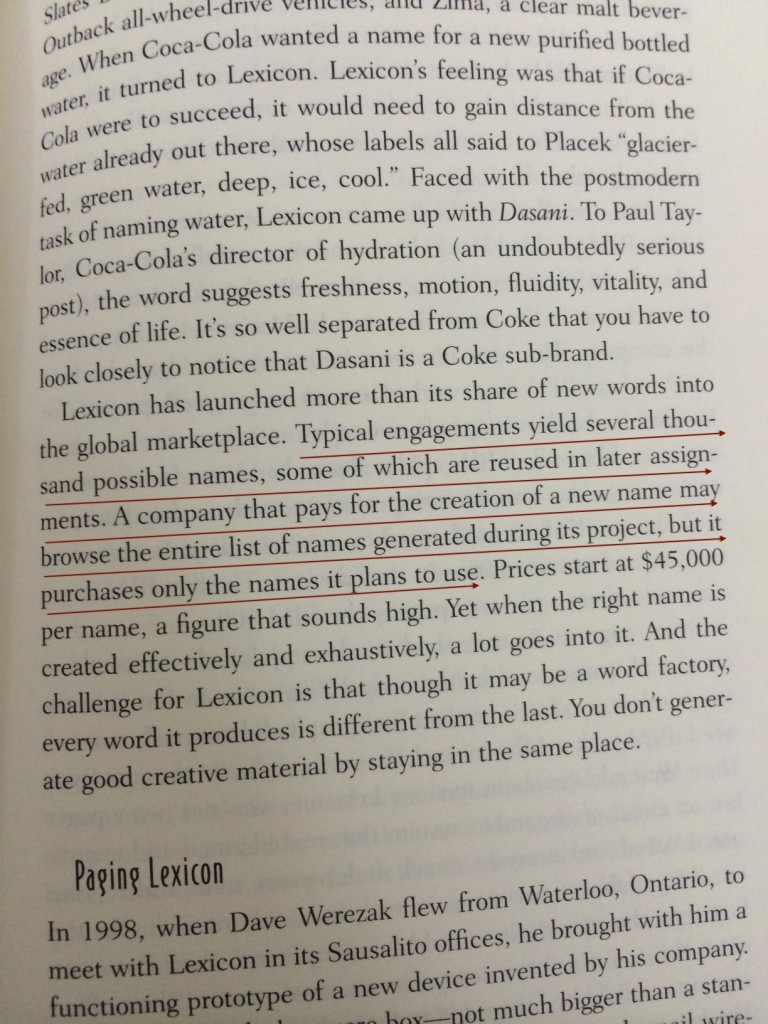 Slates
Outback all-wheel-drive vehicles, and Zima, a clear malt bever-
age. When Coca-Cola wanted a name for a new purified bottled
water, it turned to Lexicon. Lexicon's feeling was that if Coca-
Cola were to succeed, it would need to gain distance from the
water already out there, whose labels all said to Placek “glacier-
fed, green water, deep, ice, cool.” Faced with the postmodern
task of naming water, Lexicon came up with Dasani. To Paul Tay-
lor, Coca-Cola's director of hydration (an undoubtedly serious
post), the word suggests freshness, motion, fluidity, vitality, and
essence of life. It's so well separated from Coke that you have to
look closely to notice that Dasani is a Coke sub-brand.
Lexicon has launched more than its share of new words into
the global marketplace. Typical engagements yield several thou-
sand possible names, some of which are reused in later assign-
ments. A company that pays for the creation of a new name may
browse the entire list of names generated during its project, but it
purchases only the names it plans to use. Prices start at $45,000
per name, a figure that sounds high. Yet when the right name is
created effectively and exhaustively, a lot goes into it. And the
challenge for Lexicon is that though it may be a word factory,
every word it produces is different from the last. You don't gener-
ate good creative material by staying in the same place.
Paging Lexicon
In 1998, when Dave Werezak flew from Waterloo, Ontario, to
meet with Lexicon in its Sausalito offices, he brought with him a
functioning prototype of a new device invented by his company.
box—not much bigger than a stan-
wire-